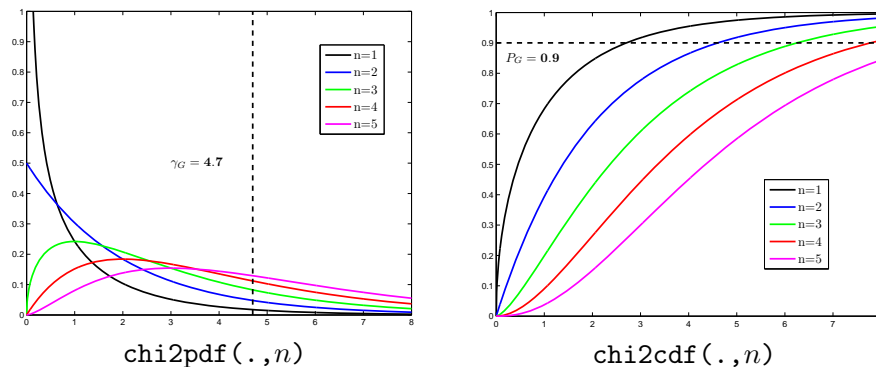 1
0.9
0.8
0.7
0.6
0.5
0.4
0.3
0.2
0.1
0
0 1 2 3 4 5 6 7 8
n=1
n=2
n=3
n=4
n=5
γ_G = 4.7
chi2pdf(.,n)
1
0.9
0.8
0.7
0.6
0.5
0.4
0.3
0.2
0.1
0
0 1 2 3 4 5 6 7
P_G = 0.9
n=1
n=2
n=3
n=4
n=5
chi2cdf(.,n)